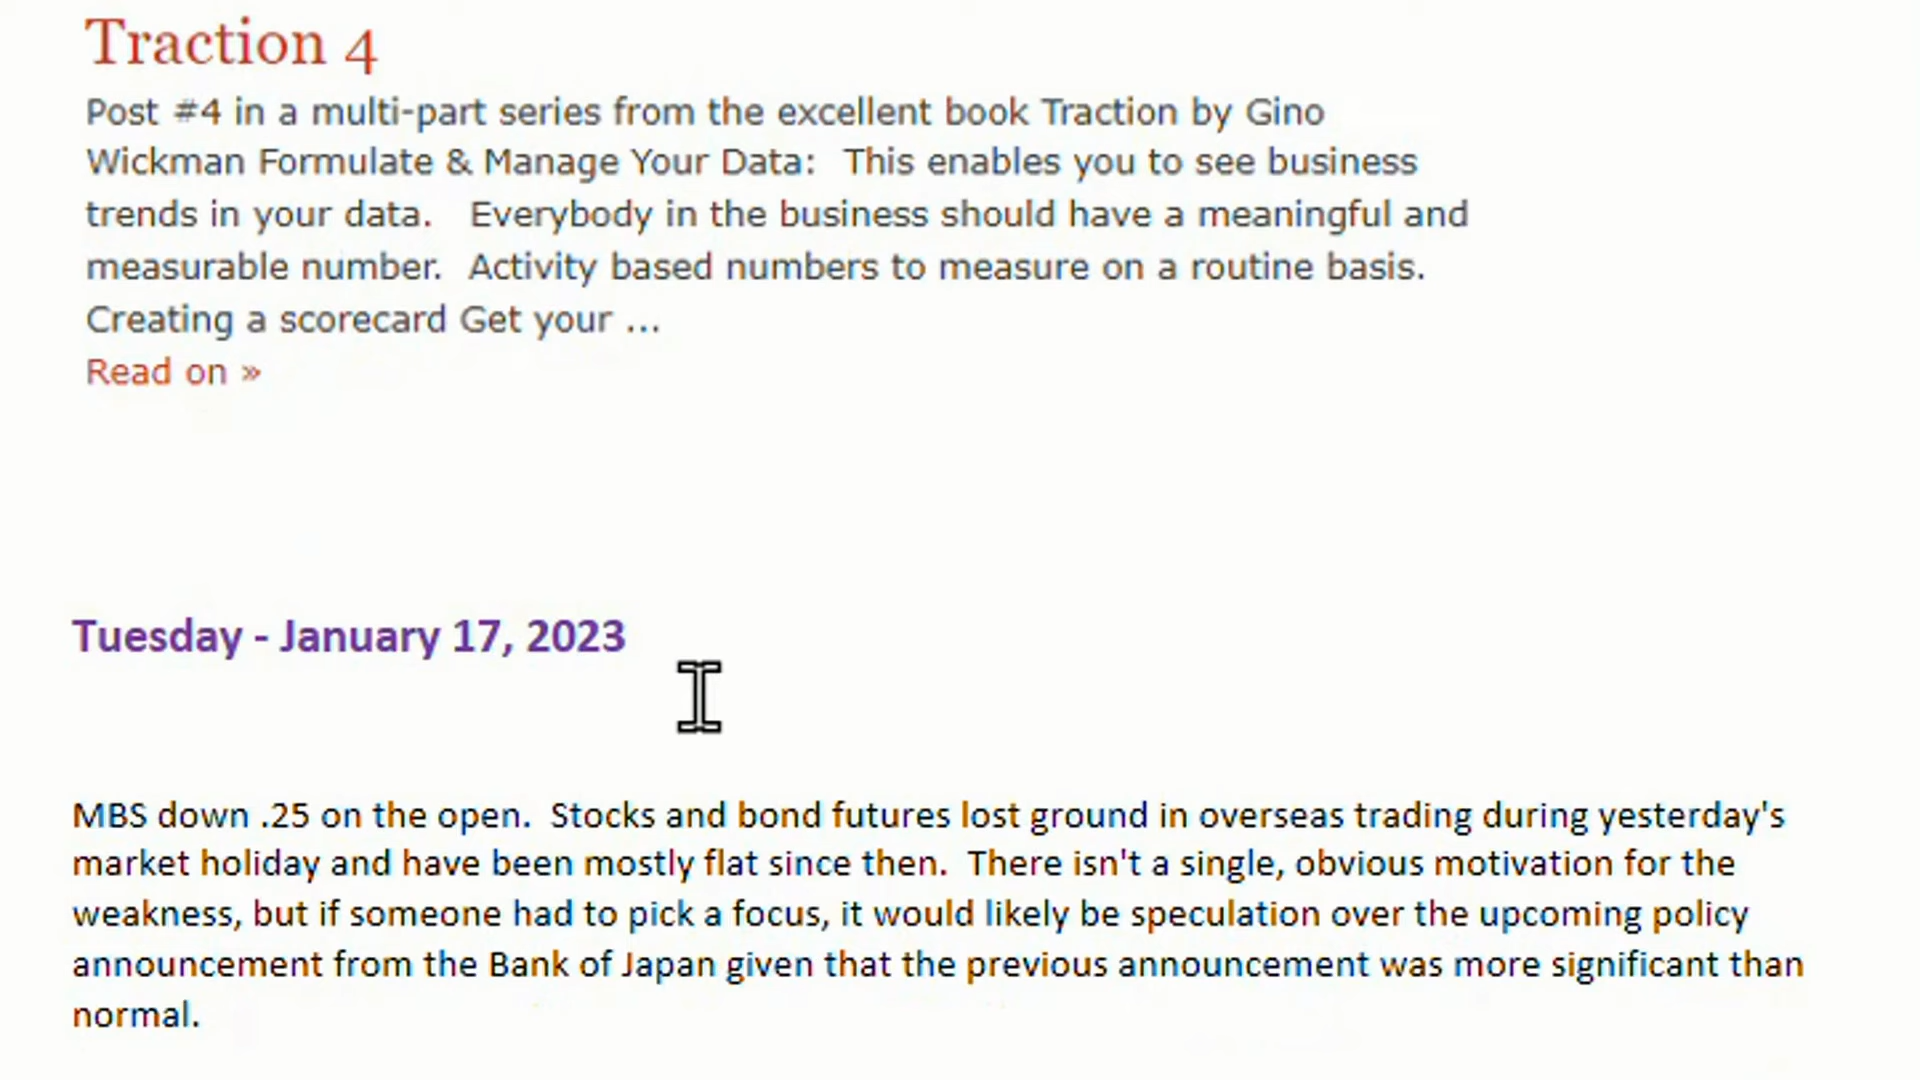 Traction 4
Post #4 in a multi-part series from the excellent book Traction by Gino
Wickman Formulate & Manage Your Data:  This enables you to see business
trends in your data.   Everybody in the business should have a meaningful and
measurable number.  Activity based numbers to measure on a routine basis.
Creating a scorecard Get your ...
Read on »
Tuesday - January 17, 2023
MBS down .25 on the open.  Stocks and bond futures lost ground in overseas trading during yesterday's
market holiday and have been mostly flat since then.  There isn't a single, obvious motivation for the
weakness, but if someone had to pick a focus, it would likely be speculation over the upcoming policy
announcement from the Bank of Japan given that the previous announcement was more significant than
normal.